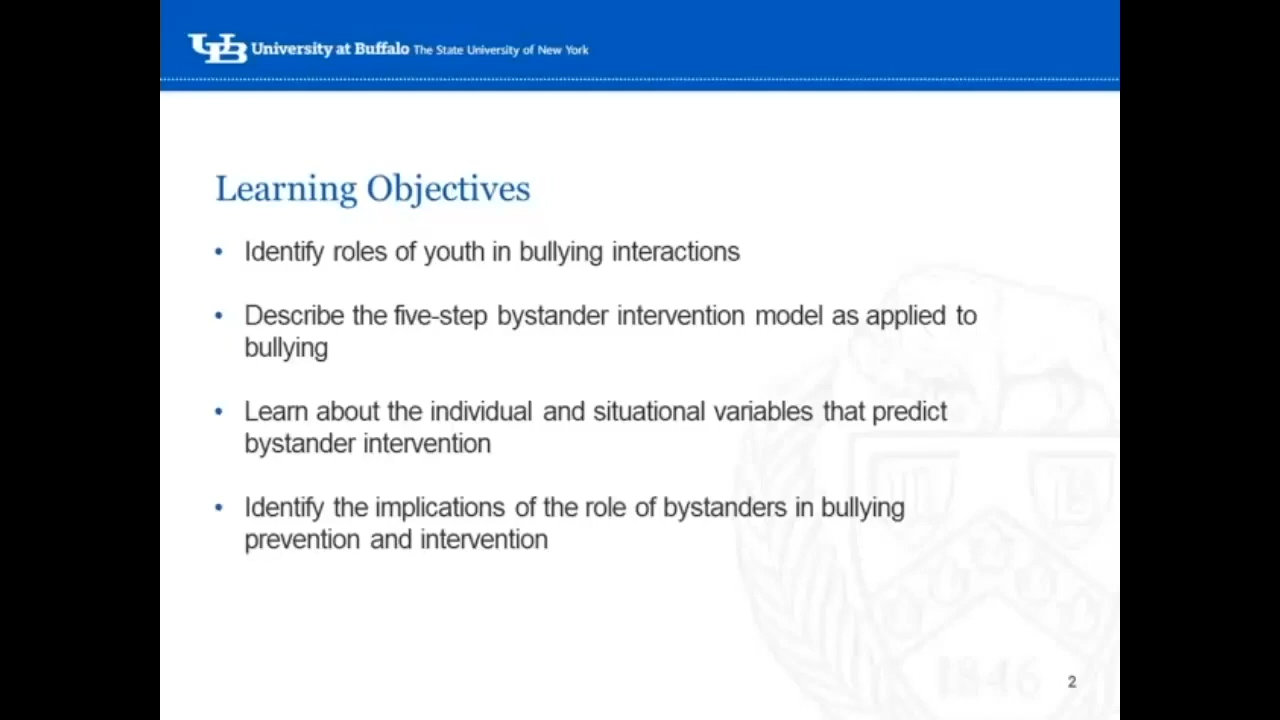 UB University at Buffalo The State University of New York
Learning Objectives
• Identify roles of youth in bullying interactions
• Describe the five-step bystander intervention model as applied to
bullying
• Learn about the individual and situational variables that predict
bystander intervention
• Identify the implications of the role of bystanders in bullying
prevention and intervention
1846
2